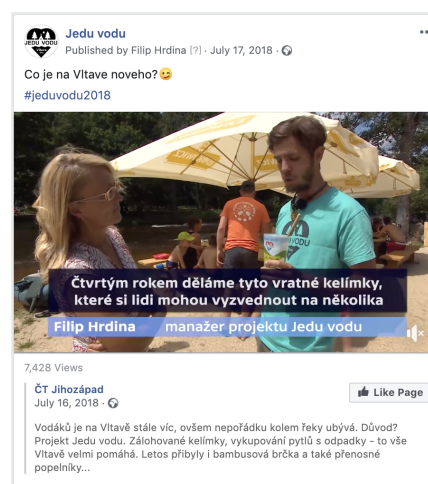 Jedu vodu
Published by Filip Hrdina [?] · July 17, 2018 ·
Co je na Vltave noveho?😉
#jeduvodu2018
JEDU VODU
JEDU VODU
Čtvrtým rokem děláme tyto vratné kelímky,
které si lidi mohou vyzvednout na několika
Filip Hrdina manažer projektu Jedu vodu
7,428 Views
ČT Jihozápad
July 16, 2018 ·
Like Page
Vodáků je na Vltavě stále víc, ovšem nepořádku kolem řeky ubývá. Důvod?
Projekt Jedu vodu. Zálohované kelímky, vykupování pytlů s odpadky - to vše
Vltavě velmi pomáhá. Letos přibyly i bambusová brčka a také přenosné
popelníky...